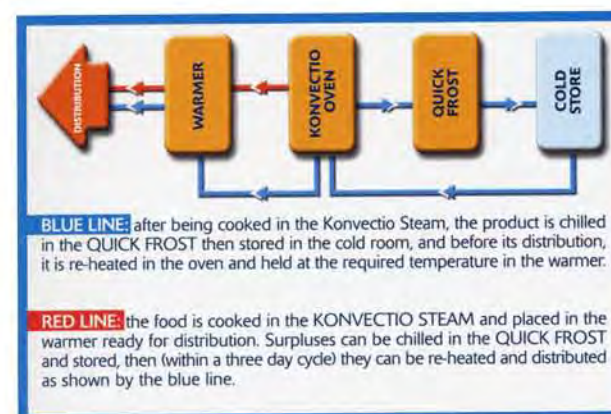 DISTRIBUTION
WARMER
KONVECTIO
OVEN
QUICK
FROST
COLD
STORE
BLUE LINE: after being cooked in the Konvectio Steam, the product is chilled
in the QUICK FROST then stored in the cold room, and before its distribution,
it is re-heated in the oven and held at the required temperature in the warmer.
RED LINE: the food is cooked in the KONVECTIO STEAM and placed in the
warmer ready for distribution. Surpluses can be chilled in the QUICK FROST
and stored, then (within a three day cycle) they can be re-heated and distributed
as shown by the blue line.